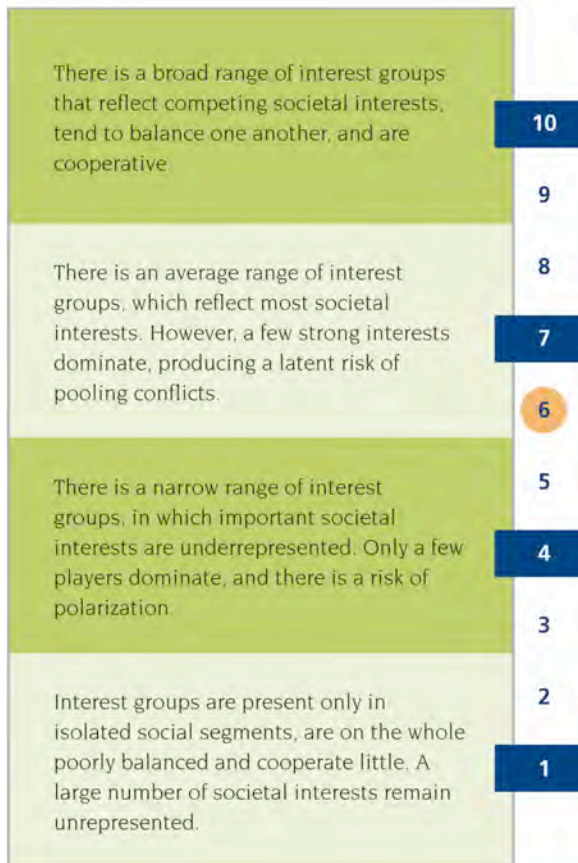 There is a broad range of interest groups
that reflect competing societal interests,
tend to balance one another, and are
cooperative
10
9
There is an average range of interest
groups, which reflect most societal
interests. However, a few strong interests
dominate, producing a latent risk of
pooling conflicts.
8
7
6
There is a narrow range of interest
groups, in which important societal
interests are underrepresented. Only a few
players dominate, and there is a risk of
polarization
5
4
3
Interest groups are present only in
isolated social segments, are on the whole
poorly balanced and cooperate little. A
large number of societal interests remain
unrepresented.
2
1